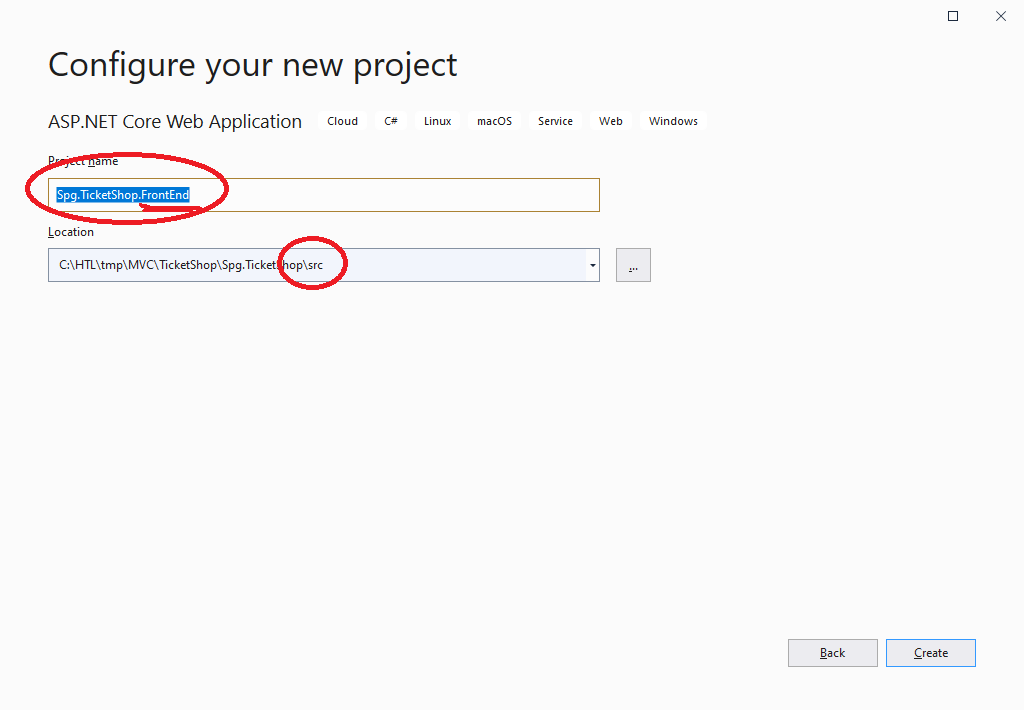 Configure your new project
ASP.NET Core Web Application Cloud C# Linux macOS Service Web Windows
Project name
Spg.TicketShop.FrontEnd
Location
C:\HTL\tmp\MVC\TicketShop\Spg.TicketShop\src
...
Back Create